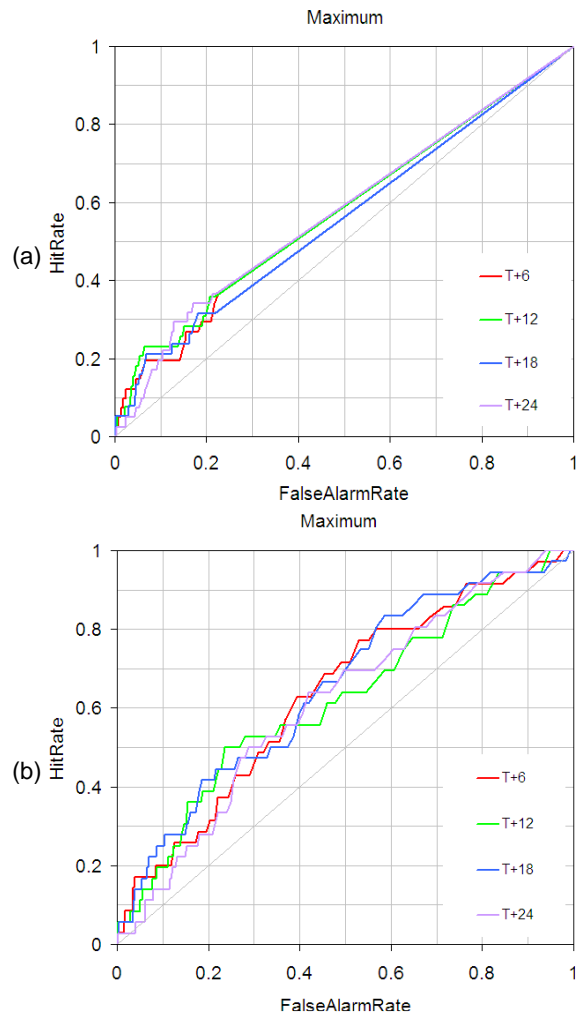 Maximum
1
0.8
0.6
0.4
0.2
0
HitRate
(a)
T+6
T+12
T+18
T+24
0 0.2 0.4 0.6 0.8 1
FalseAlarmRate
Maximum
1
0.8
0.6
0.4
0.2
0
HitRate
(b)
T+6
T+12
T+18
T+24
0 0.2 0.4 0.6 0.8 1
FalseAlarmRate